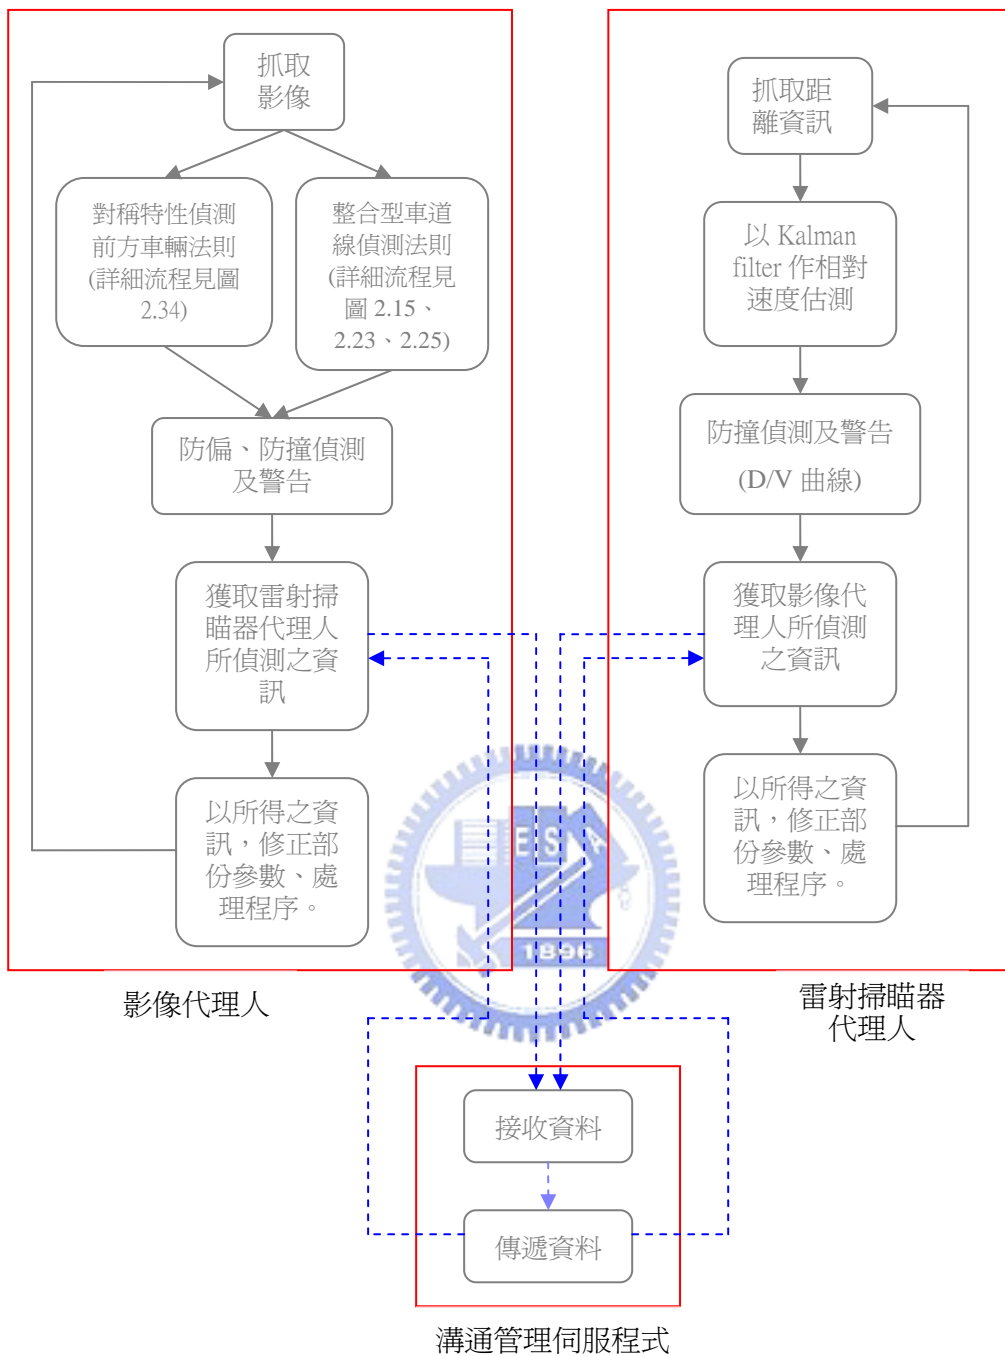 抓取
影像
對稱特性偵測
前方車輛法則
(詳細流程見圖
2.34)
整合型車道
線偵測法則
(詳細流程見
圖 2.15、
2.23、2.25)
防偏、防撞偵測
及警告
獲取雷射掃
瞄器代理人
所偵測之資
訊
以所得之資
訊，修正部
份參數、處
理程序。
影像代理人
抓取距
離資訊
以 Kalman
filter 作相對
速度估測
防撞偵測及警告
(D/V 曲線)
獲取影像代
理人所偵測
之資訊
以所得之資
訊，修正部
份參數、處
理程序。
雷射掃瞄器
代理人
ESA
1896
接收資料
傳遞資料
溝通管理伺服程式